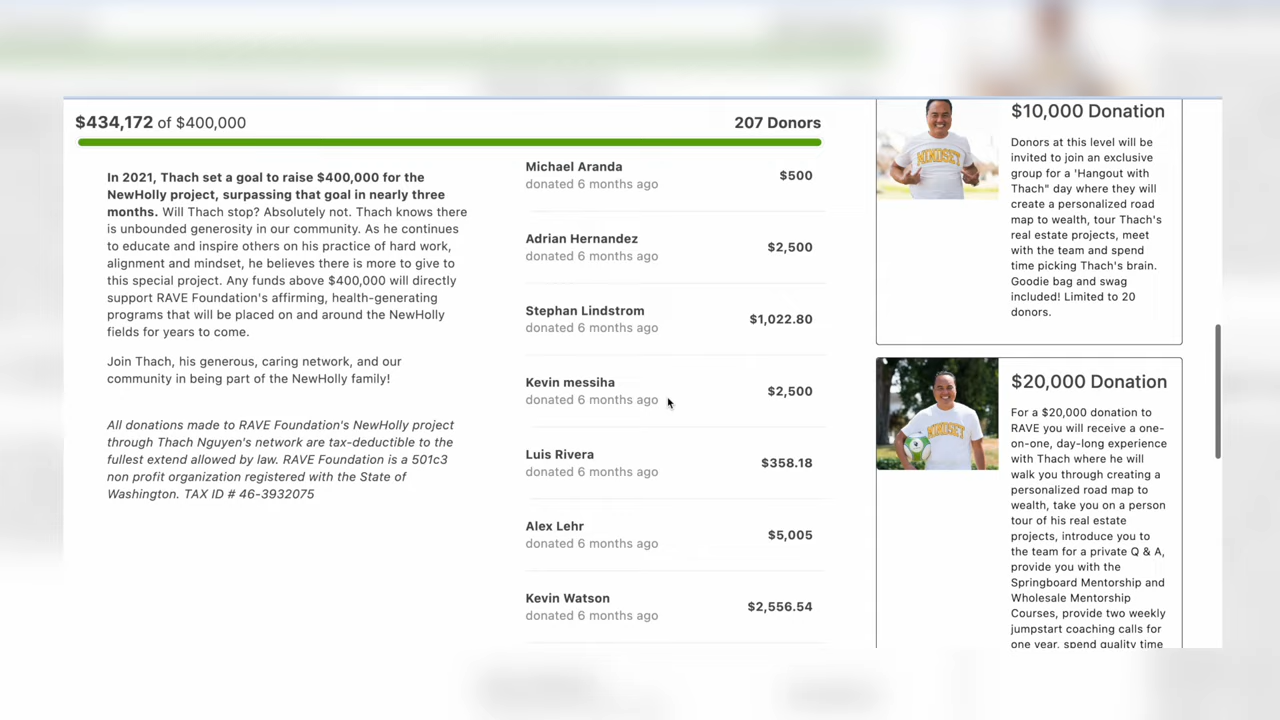 $434,172 of $400,000
207 Donors
In 2021, Thach set a goal to raise $400,000 for the
NewHolly project, surpassing that goal in nearly three
months. Will Thach stop? Absolutely not. Thach knows there
is unbounded generosity in our community. As he continues
to educate and inspire others on his practice of hard work,
alignment and mindset, he believes there is more to give to
this special project. Any funds above $400,000 will directly
support RAVE Foundation's affirming, health-generating
programs that will be placed on and around the NewHolly
fields for years to come.
Join Thach, his generous, caring network, and our
community in being part of the NewHolly family!
All donations made to RAVE Foundation's NewHolly project
through Thach Nguyen's network are tax-deductible to the
fullest extend allowed by law. RAVE Foundation is a 501c3
non profit organization registered with the State of
Washington. TAX ID # 46-3932075
Michael Aranda
donated 6 months ago
$500
Adrian Hernandez
donated 6 months ago
$2,500
Stephan Lindstrom
donated 6 months ago
$1,022.80
Kevin messiha
donated 6 months ago
$2,500
Luis Rivera
donated 6 months ago
$358.18
Alex Lehr
donated 6 months ago
$5,005
Kevin Watson
donated 6 months ago
$2,556.54
MINDSET
$10,000 Donation
Donors at this level will be
invited to join an exclusive
group for a 'Hangout with
Thach" day where they will
create a personalized road
map to wealth, tour Thach's
real estate projects, meet
with the team and spend
time picking Thach's brain.
Goodie bag and swag
included! Limited to 20
donors.
MINDSET
$20,000 Donation
For a $20,000 donation to
RAVE you will receive a one-
on-one, day-long experience
with Thach where he will
walk you through creating a
personalized road map to
wealth, take you on a person
tour of his real estate
projects, introduce you to
the team for a private Q & A,
provide you with the
Springboard Mentorship and
Wholesale Mentorship
Courses, provide two weekly
jumpstart coaching calls for
one year, spend quality time